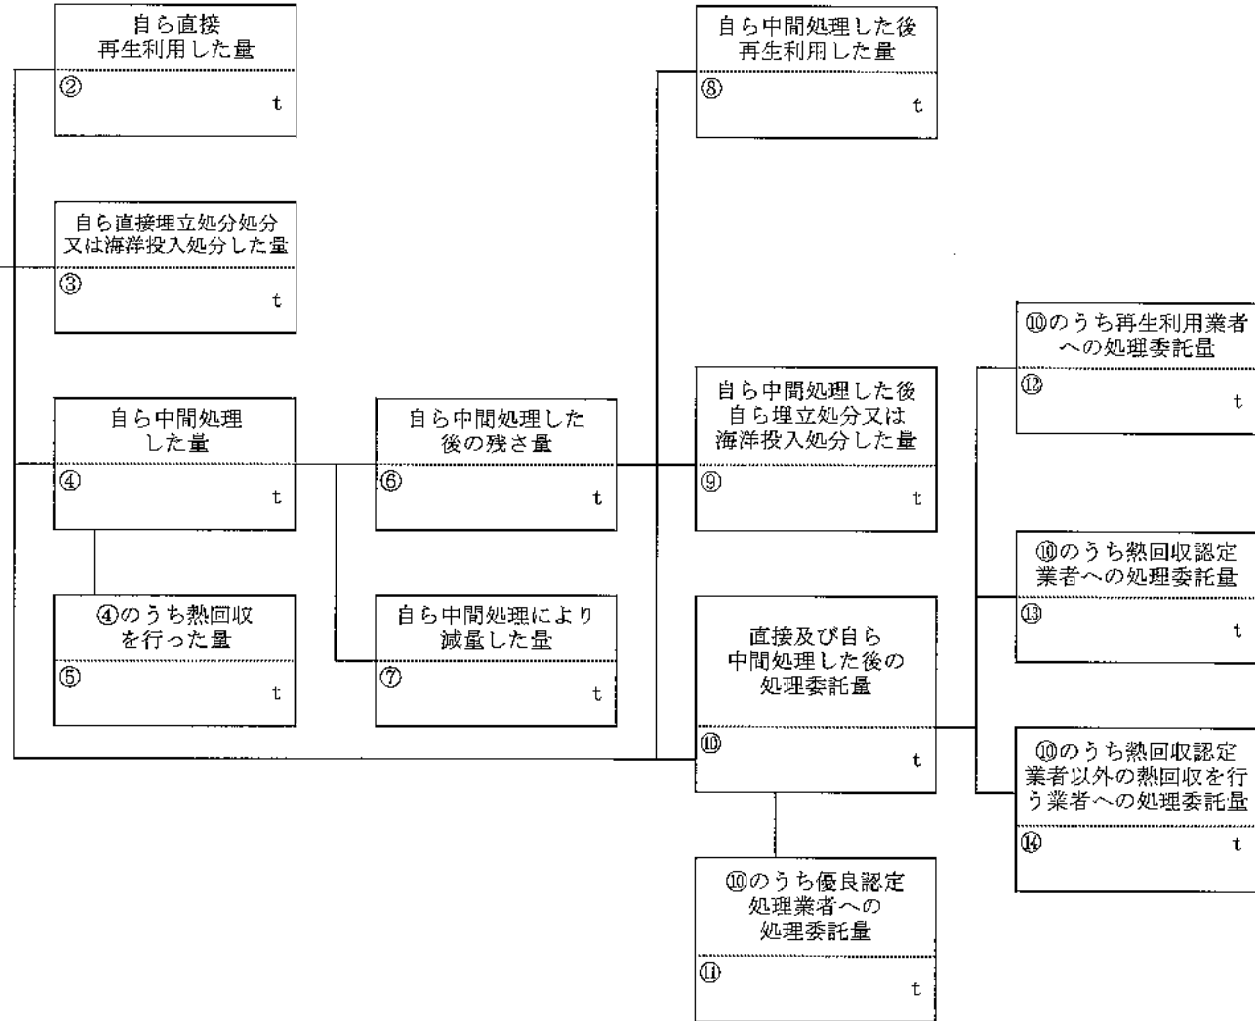 自ら直接
再生利用した量
②
t
自ら中間処理した後
再生利用した量
⑧
t
自ら直接埋立処分処分
又は海洋投入処分した量
③
t
⑩のうち再生利用業者
への処理委託量
⑫
t
自ら中間処理
した量
④
t
自ら中間処理した
後の残さ量
⑥
t
自ら中間処理した後
自ら埋立処分又は
海洋投入処分した量
⑨
t
⑩のうち熱回収認定
業者への処理委託量
⑬
t
④のうち熱回収
を行った量
⑤
t
自ら中間処理により
減量した量
⑦
t
直接及び自ら
中間処理した後の
処理委託量
⑩
t
⑩のうち熱回収認定
業者以外の熱回収を行
う業者への処理委託量
⑭
t
⑩のうち優良認定
処理業者への
処理委託量
⑪
t